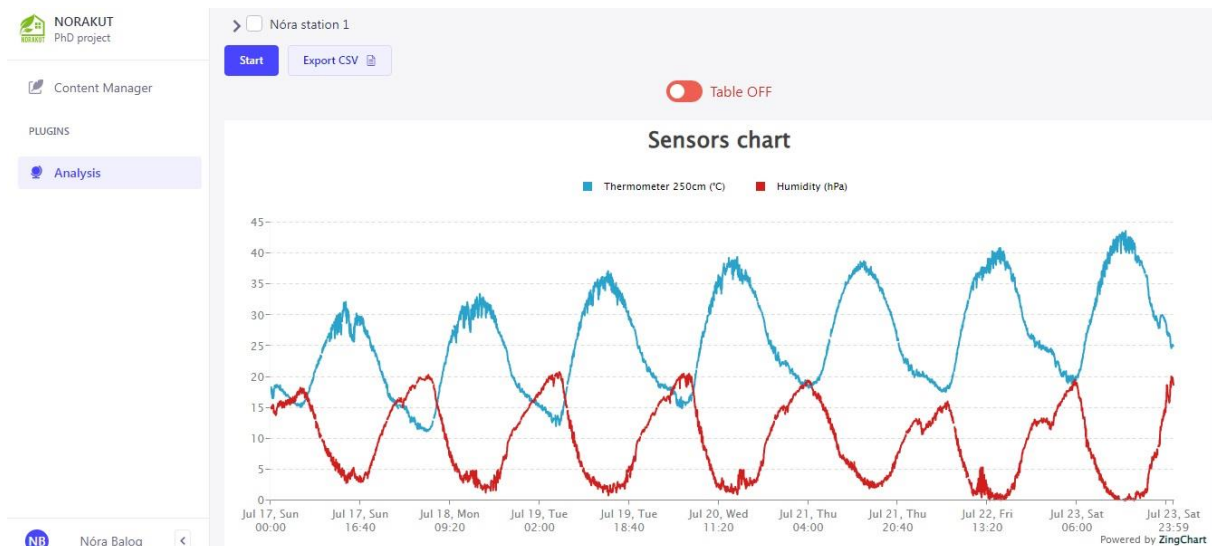 NORAKUT
PhD project
NORAKUT
Content Manager
PLUGINS
Analysis
NB Nóra Balog
Nóra station 1
Start Export CSV
Table OFF
Sensors chart
Thermometer 250cm (°C) Humidity (hPa)
45
40
35
30
25
20
15
10
5
0
Jul 17, Sun Jul 17, Sun Jul 18, Mon Jul 19, Tue Jul 19, Tue Jul 20, Wed Jul 21, Thu Jul 21, Thu Jul 22, Fri Jul 23, Sat Jul 23, Sat
00:00 16:40 09:20 02:00 18:40 11:20 04:00 20:40 13:20 06:00 23:59
Powered by ZingChart